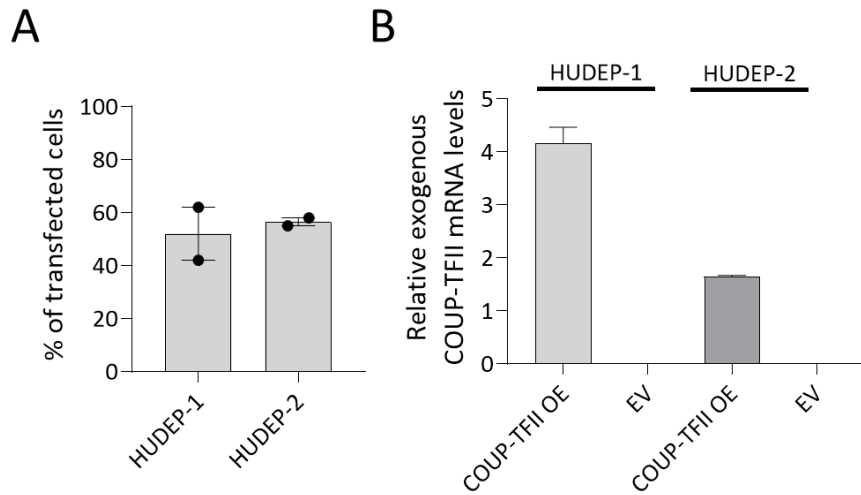 A
% of transfected cells
100
80
60
40
20
0
HUDEP-1
HUDEP-2
B
HUDEP-1
HUDEP-2
Relative exogenous
COUP-TFII mRNA levels
5
4
3
2
1
0
COUP-TFII OE
EV
COUP-TFII OE
EV